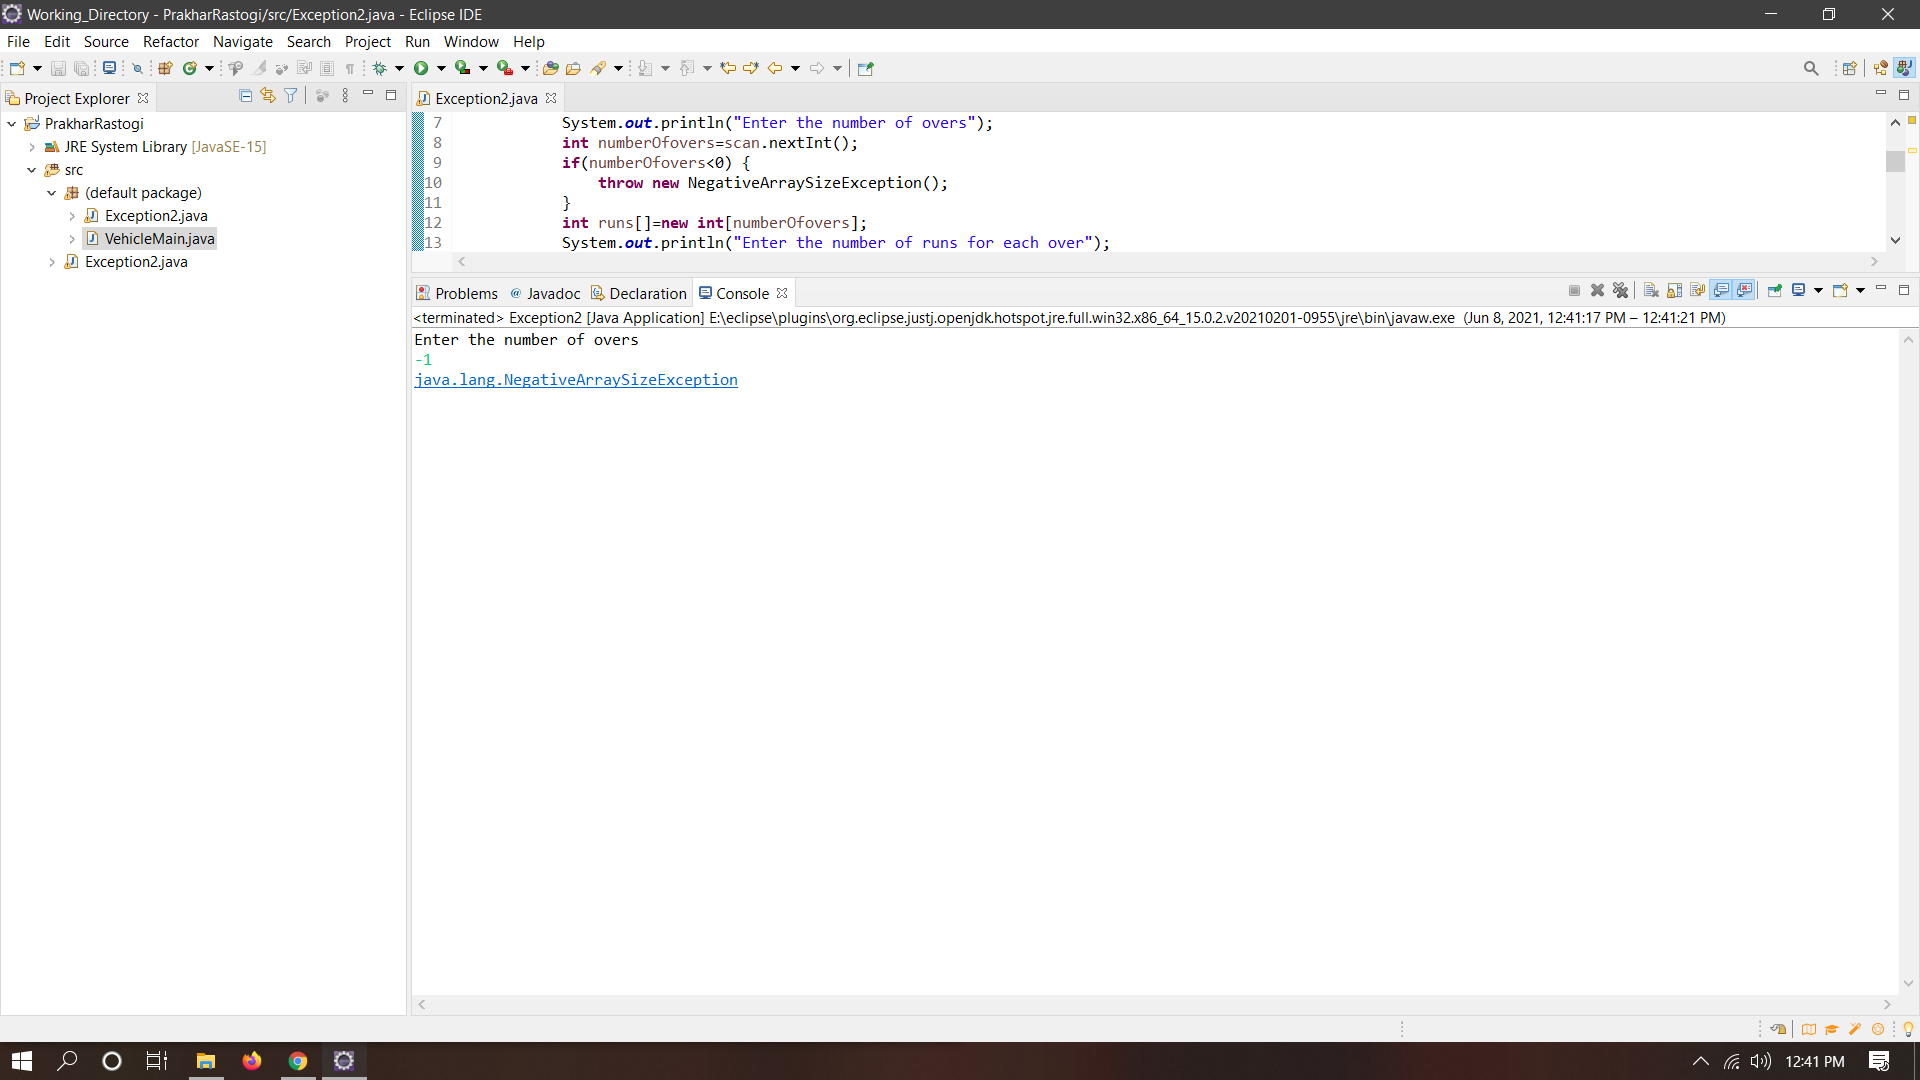 Working_Directory - PrakharRastogi/src/Exception2.java - Eclipse IDE
File Edit Source Refactor Navigate Search Project Run Window Help
Project Explorer
PrakharRastogi
JRE System Library [JavaSE-15]
src
(default package)
Exception2.java
VehicleMain.java
Exception2.java
Exception2.java
7 System.out.println("Enter the number of overs");
8 int numberOfovers=scan.nextInt();
9 if(numberOfovers<0) {
10 throw new NegativeArraySizeException();
11 }
12 int runs[]=new int[numberOfovers];
13 System.out.println("Enter the number of runs for each over");
Problems @ Javadoc Declaration Console
<terminated> Exception2 [Java Application] E:\eclipse\plugins\org.eclipse.justj.openjdk.hotspot.jre.full.win32.x86_64_15.0.2.v20210201-0955\jre\bin\javaw.exe (Jun 8, 2021, 12:41:17 PM – 12:41:21 PM)
Enter the number of overs
-1
java.lang.NegativeArraySizeException
12:41 PM